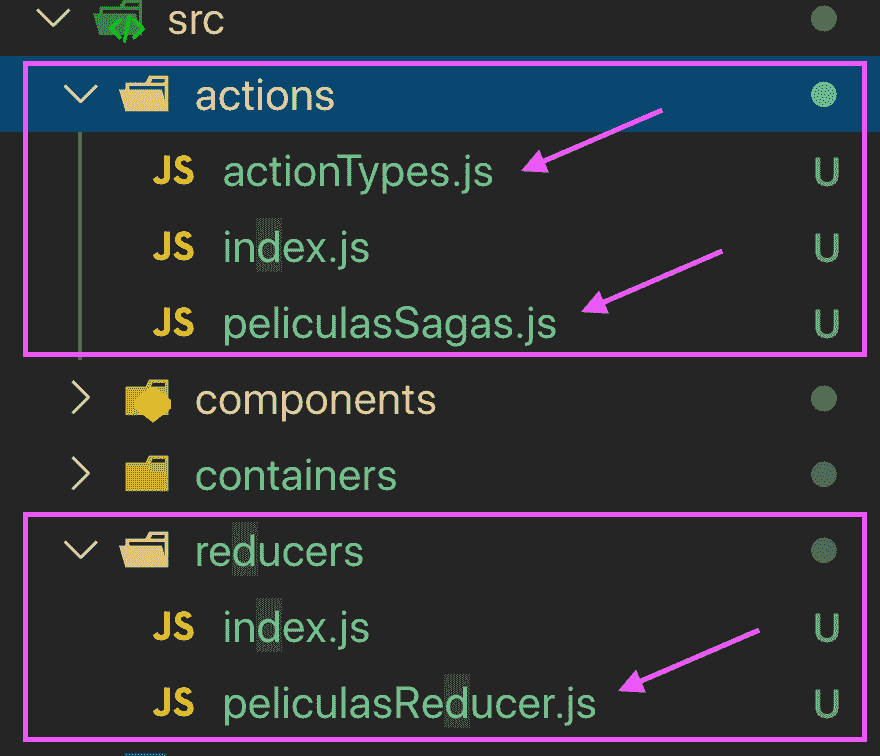 src
actions
JS actionTypes.js U
JS index.js U
JS peliculasSagas.js U
components
containers
reducers
JS index.js U
JS peliculasReducer.js U